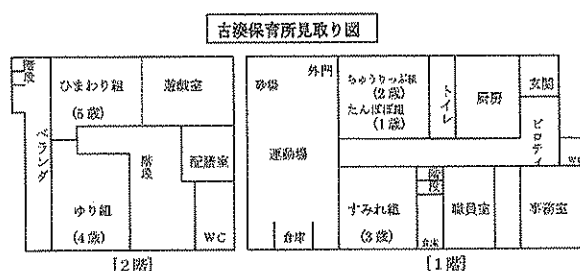 古湊保育所見取り図
階段
ひまわり組
(5歳)
遊戯室
ベランダ
階段
配膳室
ゆり組
(4歳)
WC
[2階]
砂場
外門
ちゅうりっぷ組
(2歳)
たんぽぽ組
(1歳)
トイレ
厨房
玄関
ピロティ
運動場
階段
すみれ組
(3歳)
職員室
事務室
倉庫
倉庫
[1階]